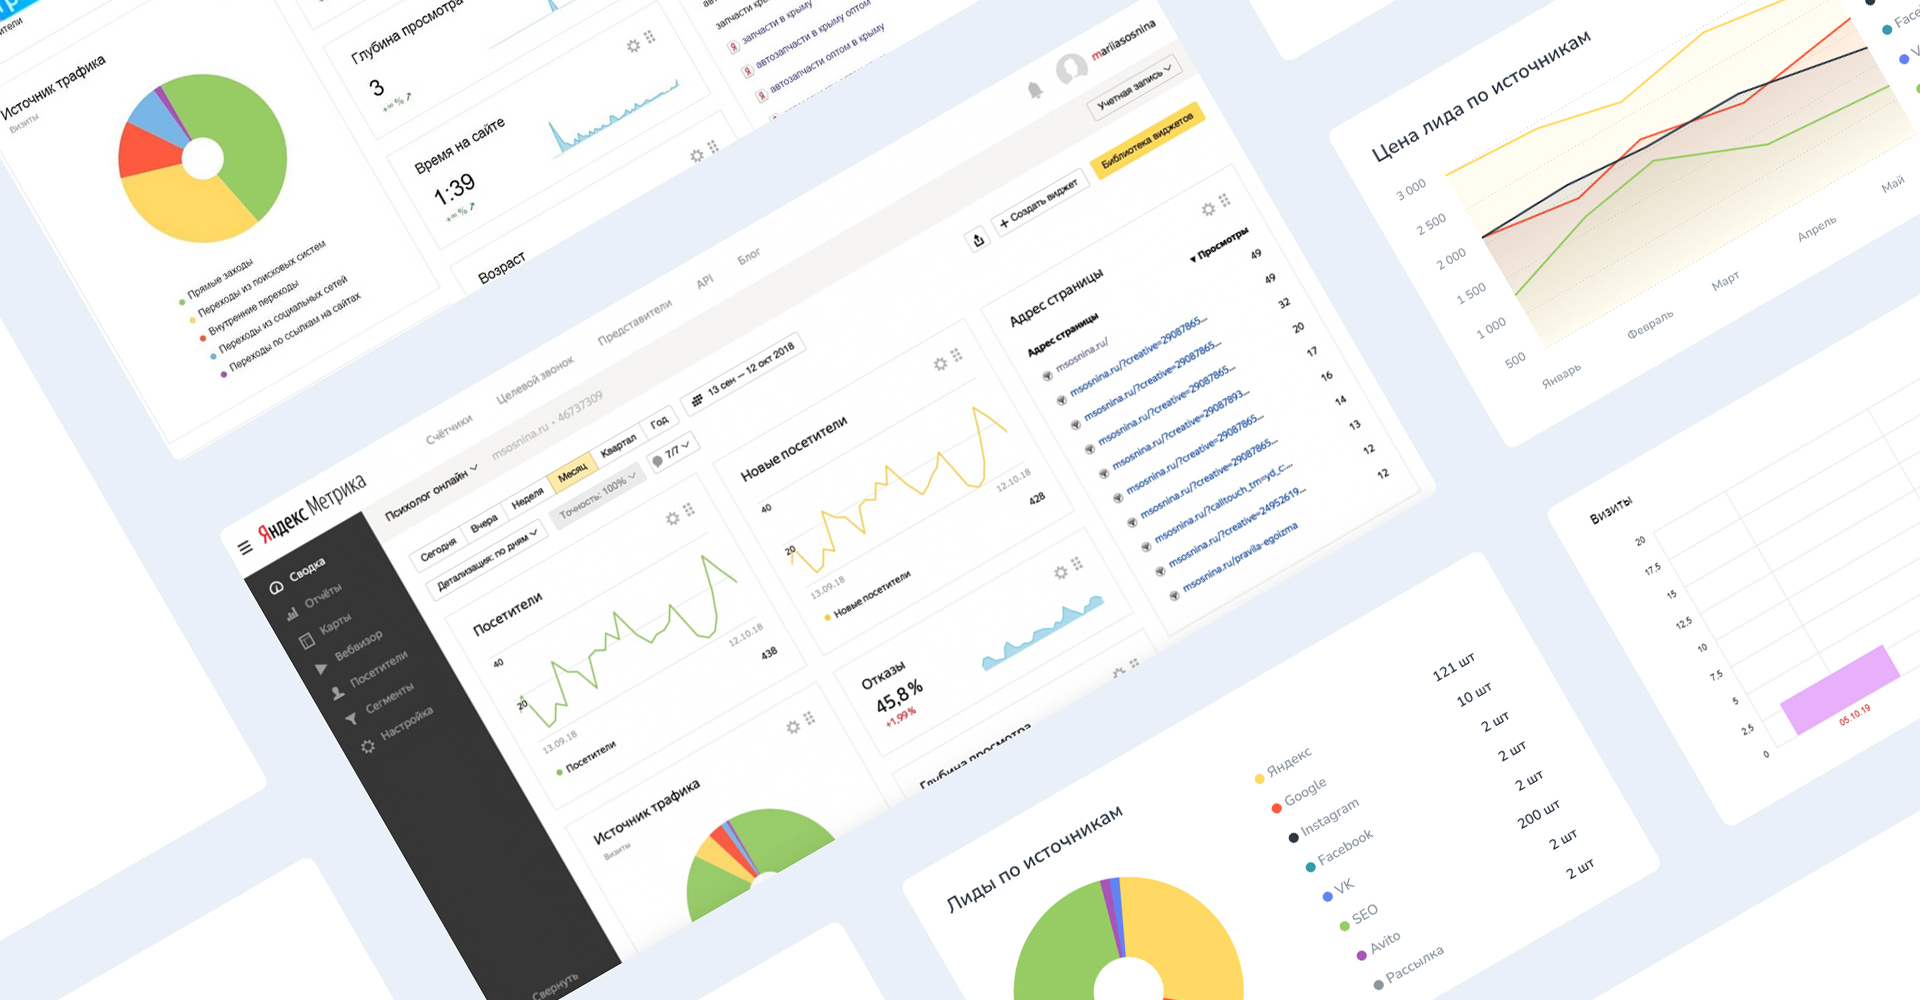 ители
Источник трафика
Визиты
Прямые заходы
Переходы из поисковых систем
Внутренние переходы
Переходы из социальных сетей
Переходы по ссылкам на сайтах
Глубина просмотра
3
Время на сайте
1:39
Возраст
запчасти крыму
запчасти в крыму
автозапчасти в крыму оптом
автозапчасти оптом в крыму
mariiasosnina
Учетная запись
Библиотека виджетов
+ Создать виджет
Счётчики
Целевой звонок
Представители
API
Блог
Яндекс Метрика
Психолог онлайн
msosnina.ru • 46737309
Сегодня
Вчера
Неделя
Месяц
Квартал
Год
13 сен — 12 окт 2018
Детализация: по дням
Точность: 100%
7/7
Сводка
Отчёты
Карты
Вебвизор
Посетители
Сегменты
Настройка
Свернуть
Посетители
40
20
13.09.18
12.10.18
Посетители
438
Новые посетители
40
20
13.09.18
12.10.18
Новые посетители
428
Источник трафика
Визиты
Отказы
45,8%
+1,99%
Глубина просмотра
Адрес страницы
Адрес страницы
▼ Просмотры
msosnina.ru/
49
msosnina.ru/?creative=29087865...
49
msosnina.ru/?creative=29087865...
32
msosnina.ru/?creative=29087865...
20
msosnina.ru/?creative=29087893...
17
msosnina.ru/?creative=29087865...
16
msosnina.ru/?creative=29087865...
14
msosnina.ru/?calltouch_tm=yd_c...
13
msosnina.ru/?creative=24952619...
12
msosnina.ru/pravila-egoizma
12
Цена лида по источникам
3 000
2 500
2 000
1 500
1 000
500
Январь
Февраль
Март
Апрель
Май
Face
V
Визиты
20
17,5
15
12,5
10
7,5
5
2,5
0
05.10.19
Лиды по источникам
Яндекс
121 шт
Google
10 шт
Instagram
2 шт
Facebook
2 шт
VK
2 шт
SEO
200 шт
Avito
2 шт
Рассылка
2 шт